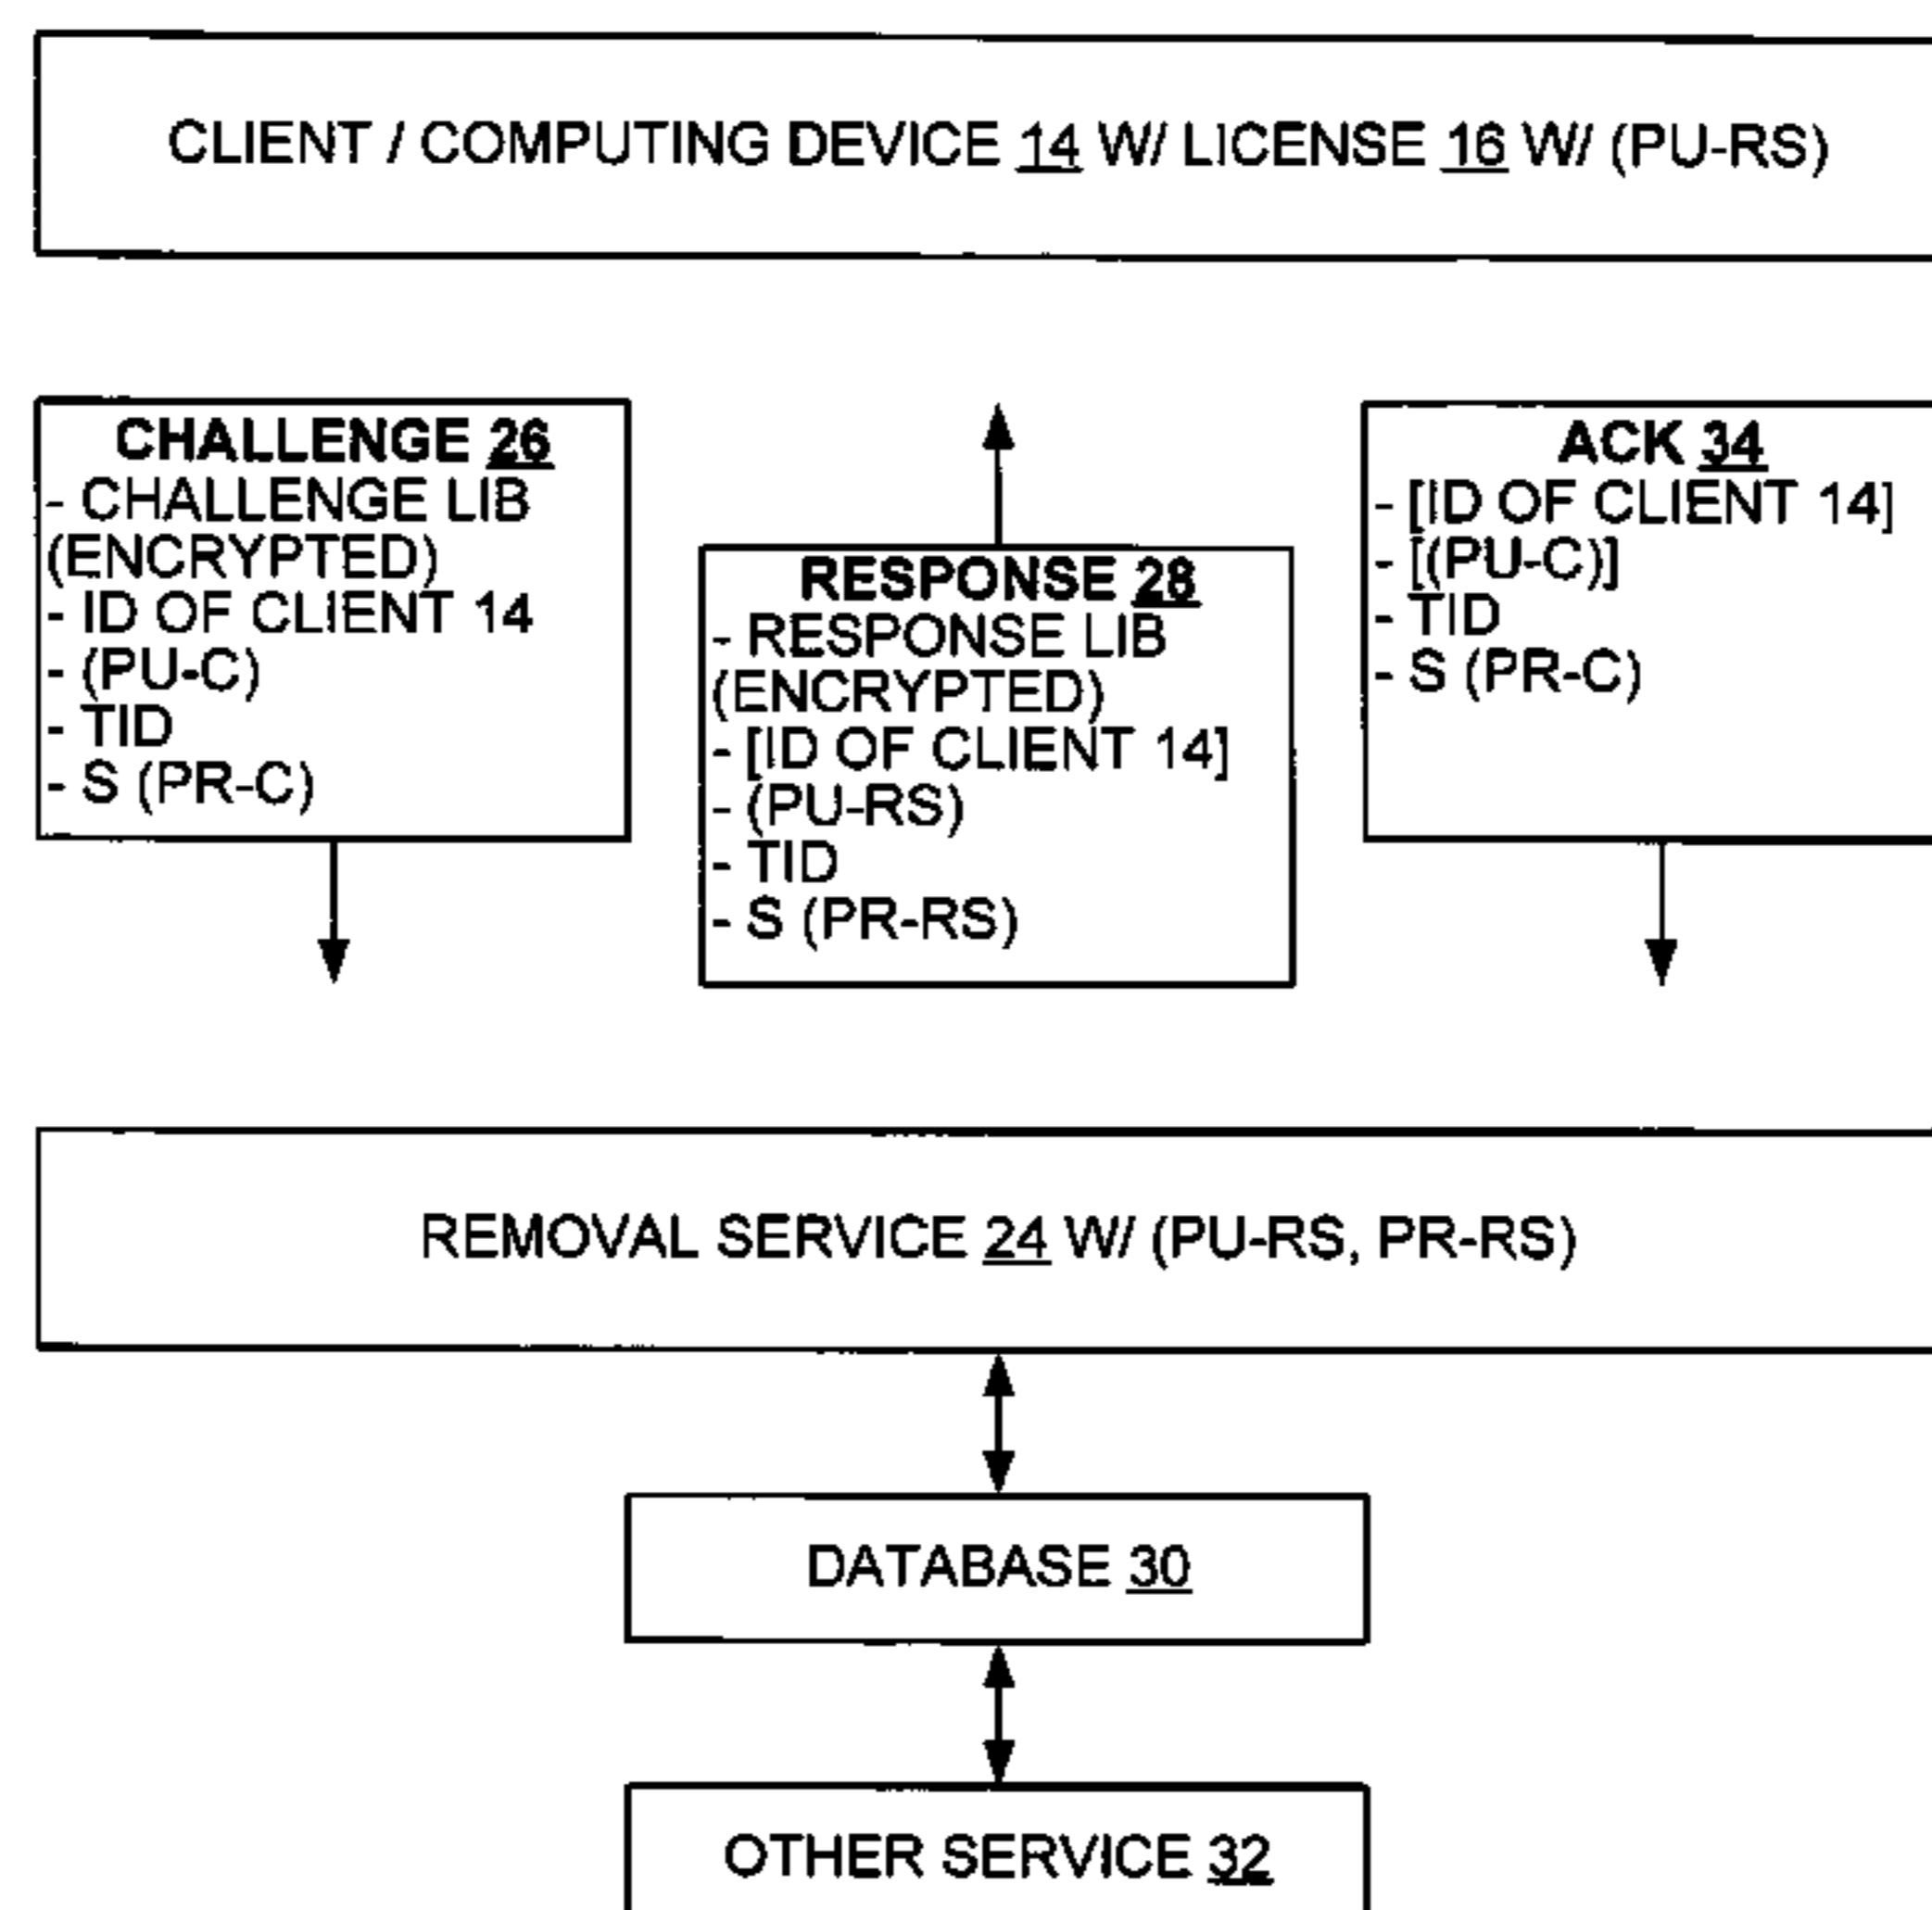 CLIENT / COMPUTING DEVICE 14 W/ LICENSE 16 W/ (PU-RS)
CHALLENGE 26
- CHALLENGE LIB
(ENCRYPTED)
- ID OF CLIENT 14
- (PU-C)
- TID
- S (PR-C)
RESPONSE 28
- RESPONSE LIB
(ENCRYPTED)
- [ID OF CLIENT 14]
- (PU-RS)
- TID
- S (PR-RS)
ACK 34
- [ID OF CLIENT 14]
- [(PU-C)]
- TID
- S (PR-C)
REMOVAL SERVICE 24 W/ (PU-RS, PR-RS)
DATABASE 30
OTHER SERVICE 32